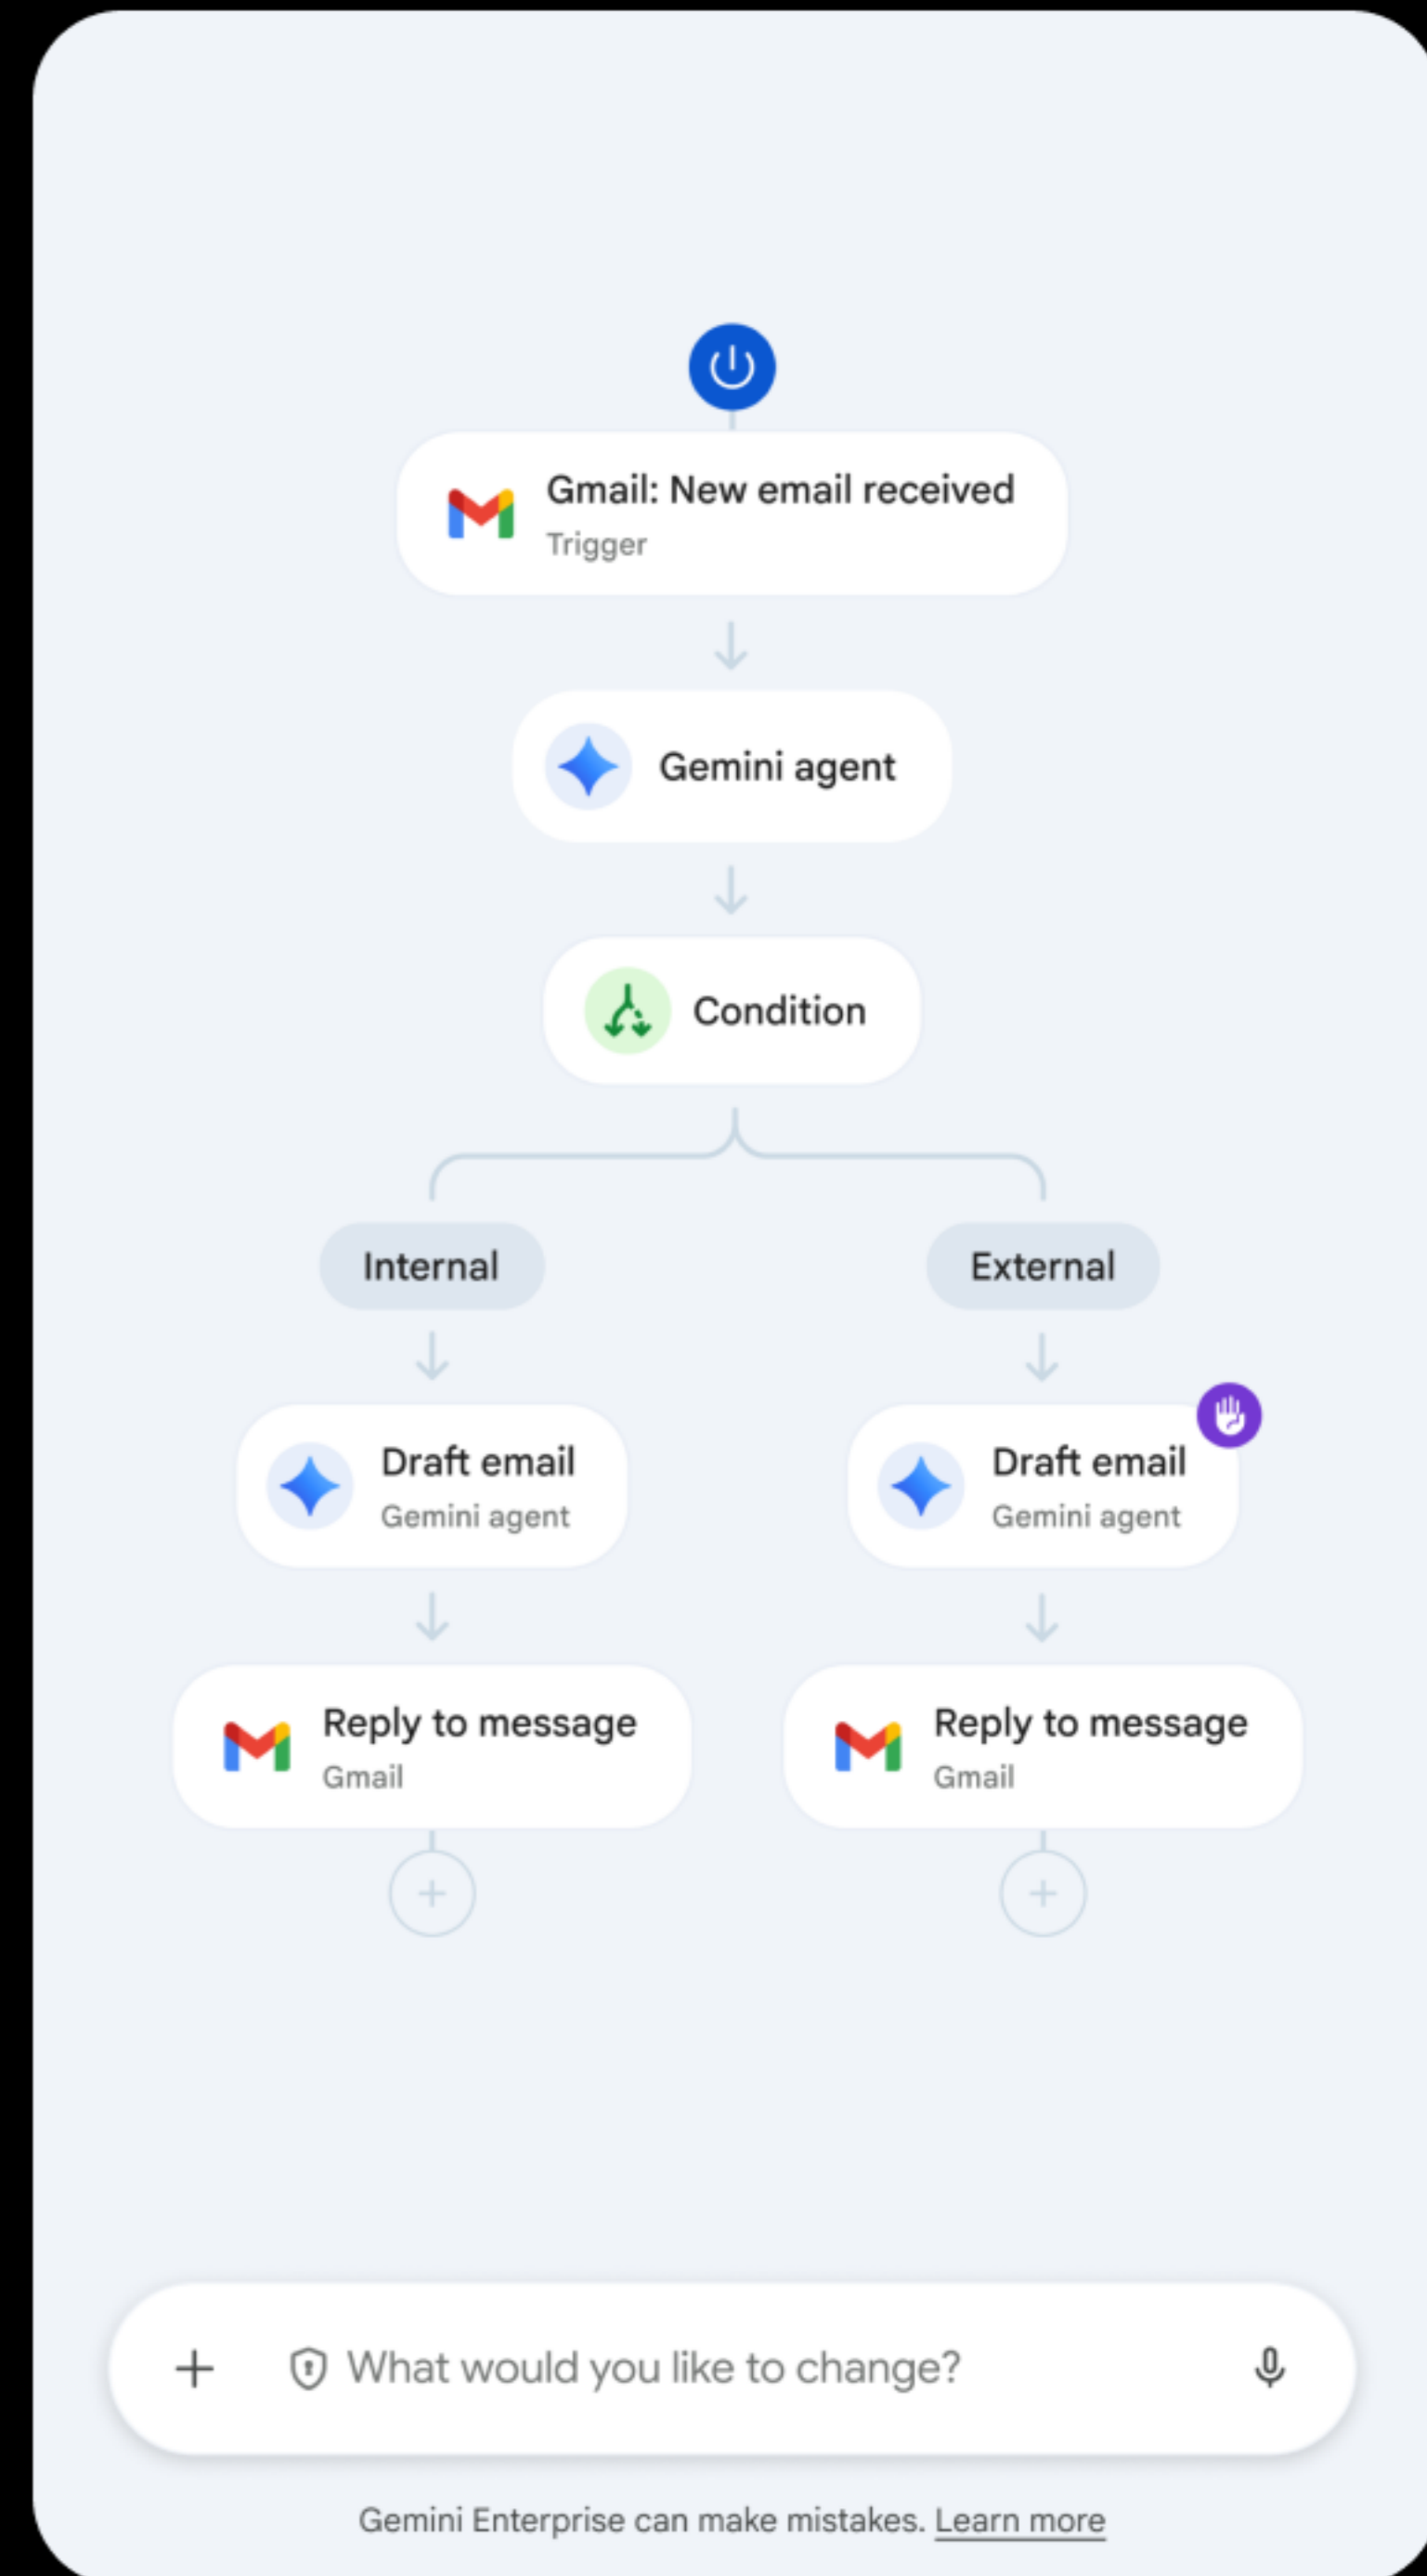 Gmail: New email received
Trigger
Gemini agent
Condition
Internal
External
Draft email
Gemini agent
Draft email
Gemini agent
Reply to message
Gmail
Reply to message
Gmail
What would you like to change?
Gemini Enterprise can make mistakes. Learn more